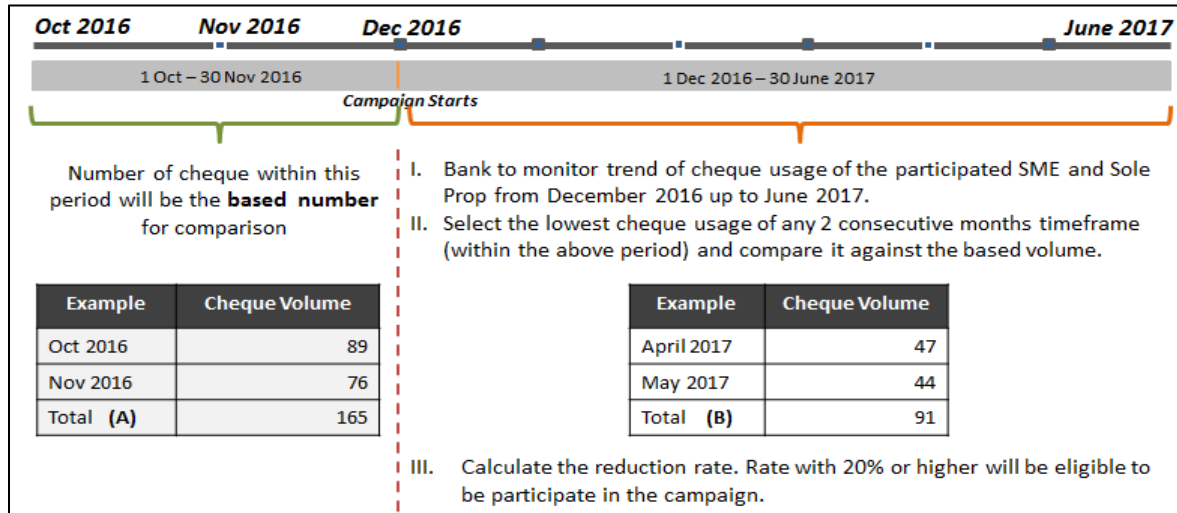 Oct 2016 Nov 2016 Dec 2016 June 2017
1 Oct – 30 Nov 2016 1 Dec 2016 – 30 June 2017
Campaign Starts
Number of cheque within this
period will be the based number
for comparison
I. Bank to monitor trend of cheque usage of the participated SME and Sole
Prop from December 2016 up to June 2017.
II. Select the lowest cheque usage of any 2 consecutive months timeframe
(within the above period) and compare it against the based volume.
Example Cheque Volume
Oct 2016 89
Nov 2016 76
Total (A) 165
Example Cheque Volume
April 2017 47
May 2017 44
Total (B) 91
III. Calculate the reduction rate. Rate with 20% or higher will be eligible to
be participate in the campaign.